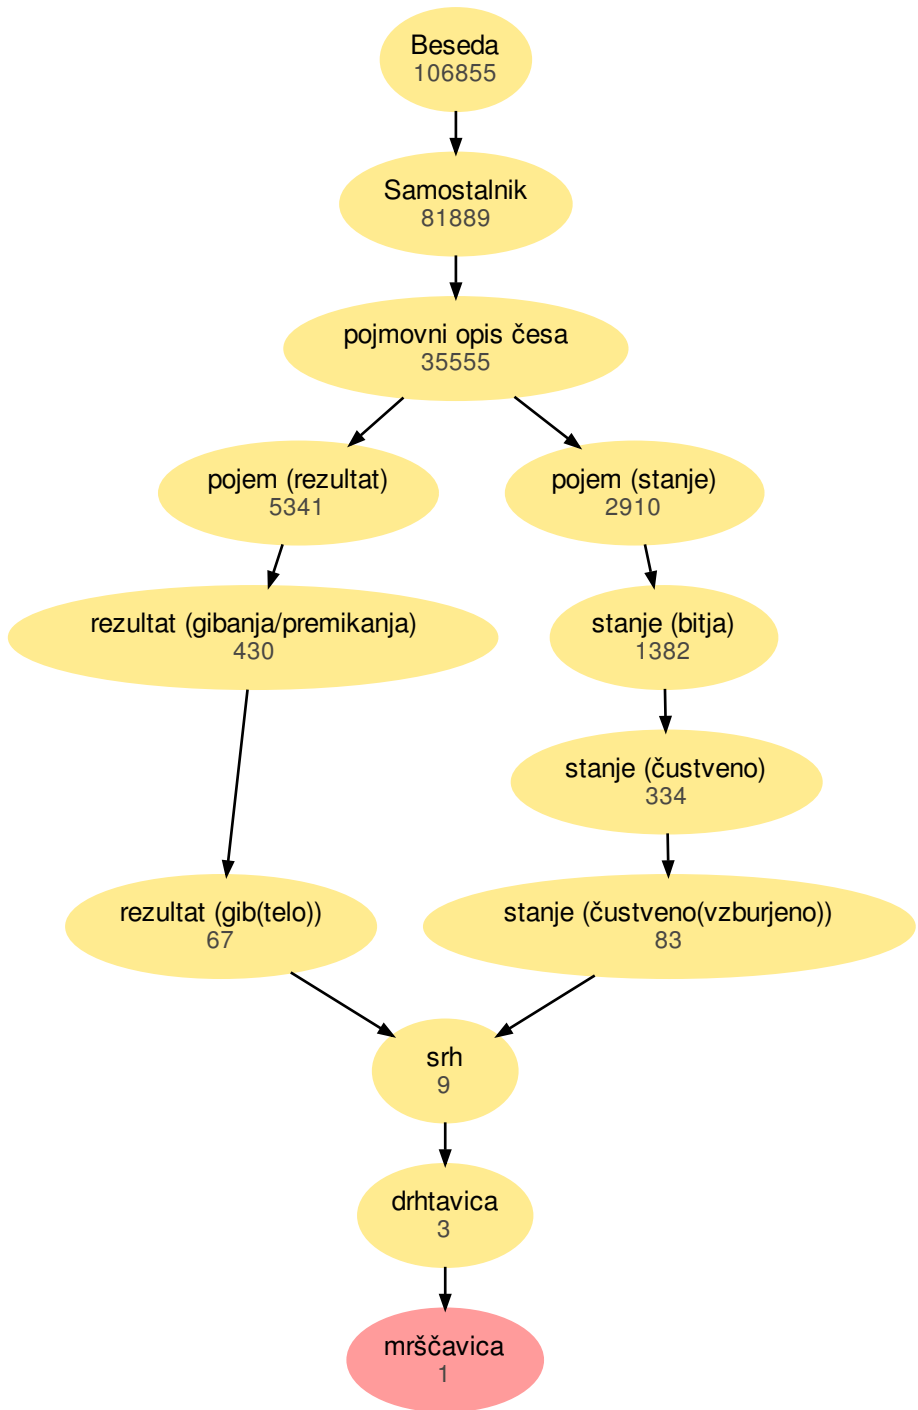 Beseda
106855
Samostalnik
81889
pojmovni opis česa
35555
pojem (rezultat)
5341
pojem (stanje)
2910
rezultat (gibanja/premikanja)
430
stanje (bitja)
1382
stanje (čustveno)
334
rezultat (gib(telo))
67
stanje (čustveno(vzburjeno))
83
srh
9
drhtavica
3
mrščavica
1